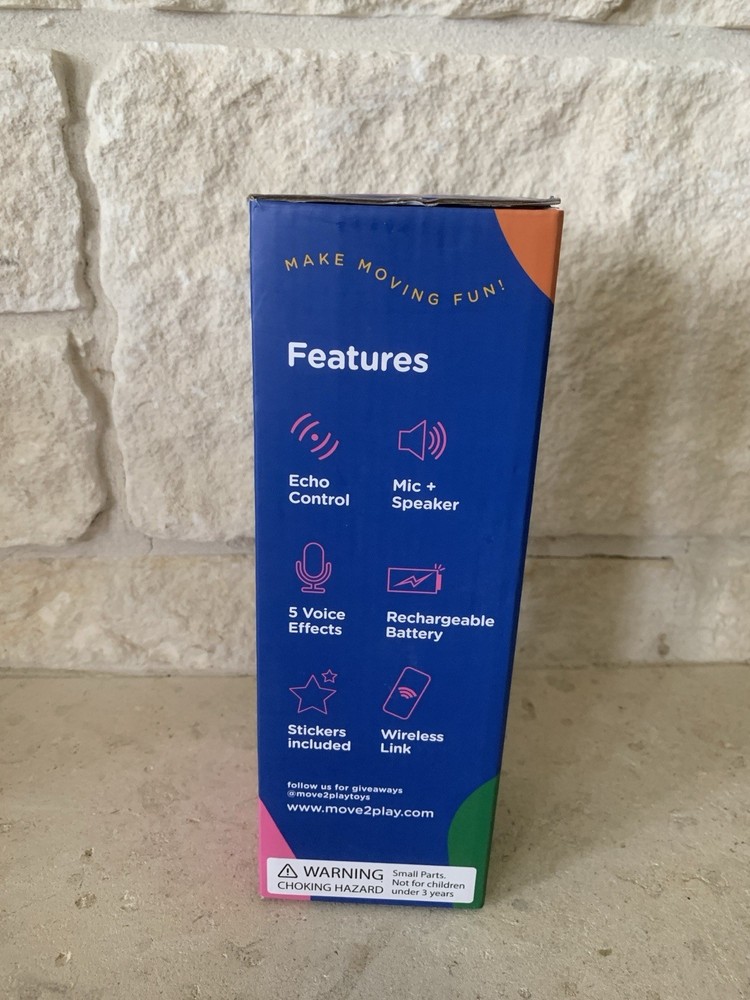 MAKE MOVING FUN!
Features
Echo
Control
Mic +
Speaker
5 Voice
Effects
Rechargeable
Battery
Stickers
included
Wireless
Link
follow us for giveaways
@move2playtoys
www.move2play.com
WARNING
CHOKING HAZARD
Small Parts.
Not for children
under 3 years